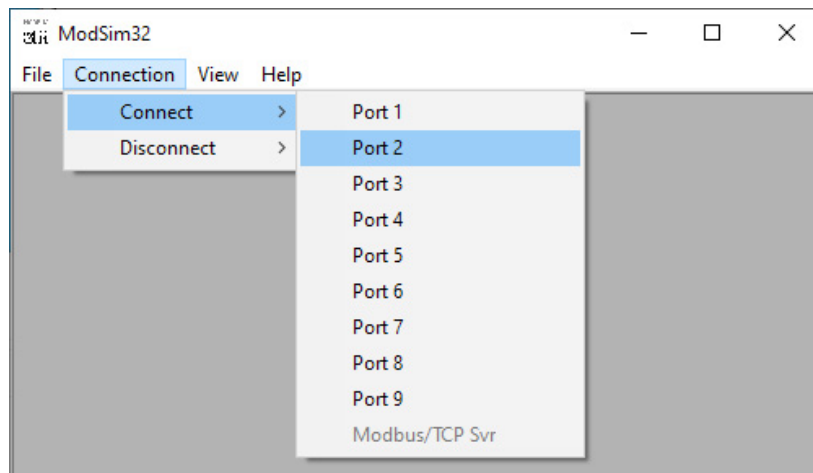 ModSim32
File Connection View Help
Connect
Disconnect
Port 1
Port 2
Port 3
Port 4
Port 5
Port 6
Port 7
Port 8
Port 9
Modbus/TCP Svr